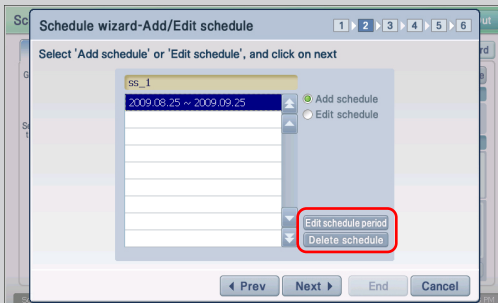 Schedule wizard-Add/Edit schedule
1 2 3 4 5 6
Select 'Add schedule' or 'Edit schedule', and click on next
ss_1
2009.08.25 ~ 2009.09.25
Add schedule
Edit schedule
Edit schedule period
Delete schedule
Prev
Next
End
Cancel